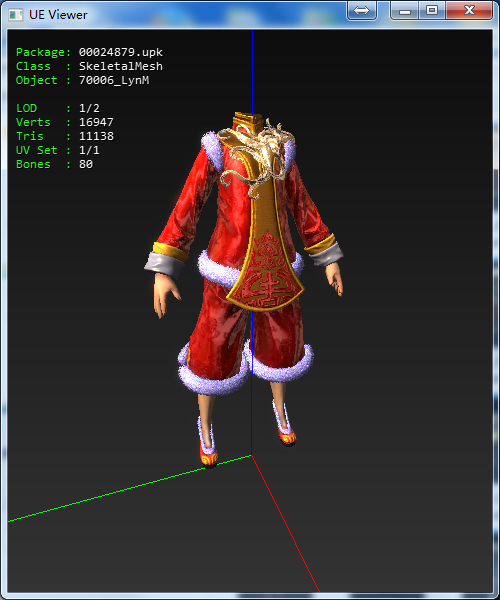 UE Viewer
Package: 00024879.upk
Class : SkeletalMesh
Object : 70006_LynM
LOD : 1/2
Verts : 16947
Tris : 11138
UV Set : 1/1
Bones : 80